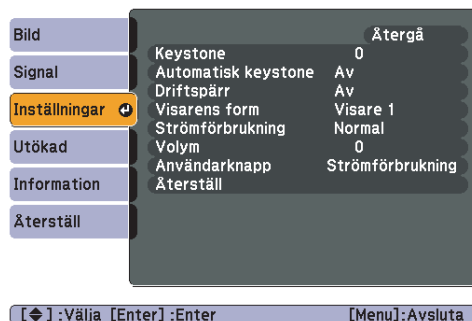 Bild
Signal
Inställningar
Utökad
Information
Återställ
Återgå
Keystone 0
Automatisk keystone Av
Driftspärr Av
Visarens form Visare 1
Strömförbrukning Normal
Volym 0
Användarknapp Strömförbrukning
Återställ
[◆] :Välja [Enter] :Enter [Menu]:Avsluta